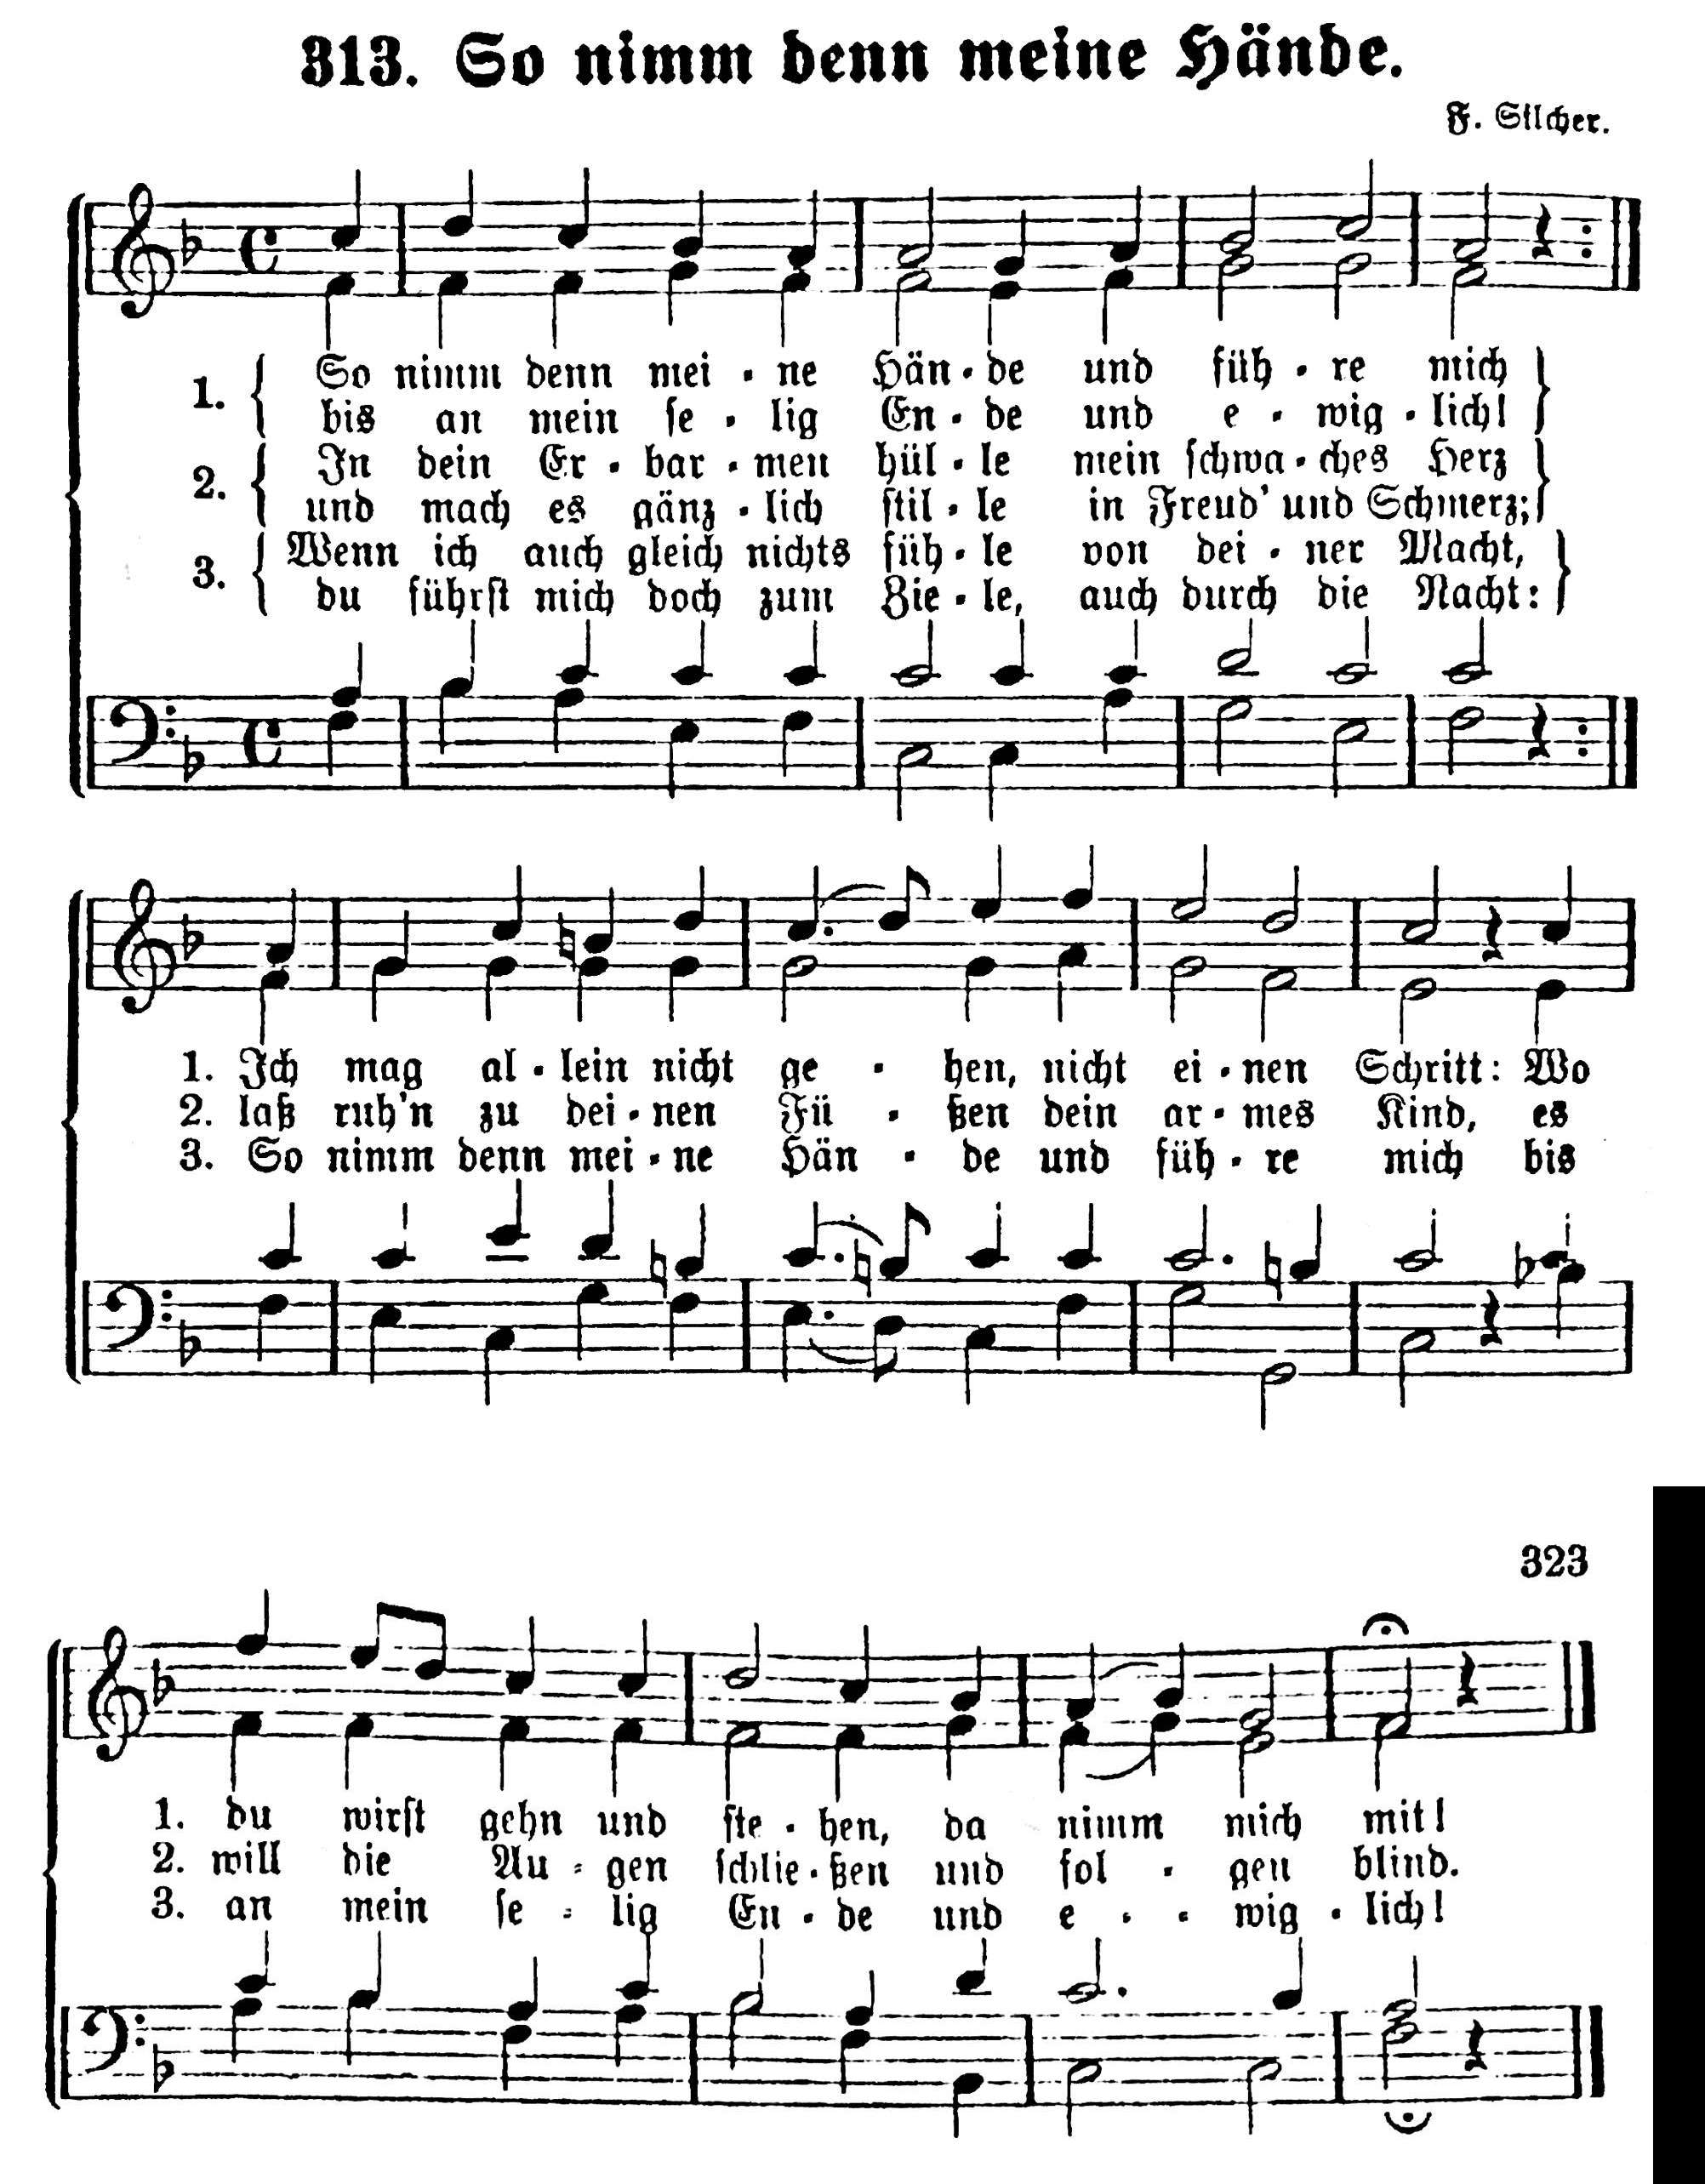 313. So nimm denn meine Hände.
F. Silcher.
1. So nimm denn mei - ne Hän - de und füh - re mich
bis an mein se - lig En - de und e - wig - lich!
2. In dein Er - bar - men hül - le mein schwa - ches Herz
und mach es gänz - lich stil - le in Freud' und Schmerz;
3. Wenn ich auch gleich nichts füh - le von dei - ner Macht,
du führst mich doch zum Zie - le, auch durch die Nacht:
1. Ich mag al - lein nicht ge - hen, nicht ei - nen Schritt: Wo
2. laß ruh'n zu dei - nen Fü - ßen dein ar - mes Kind, es
3. So nimm denn mei - ne Hän - de und füh - re mich bis
323
1. du wirst gehn und ste - hen, da nimm mich mit!
2. will die Au - gen schlie - ßen und fol - gen blind.
3. an mein se - lig En - de und e - - wig - lich!